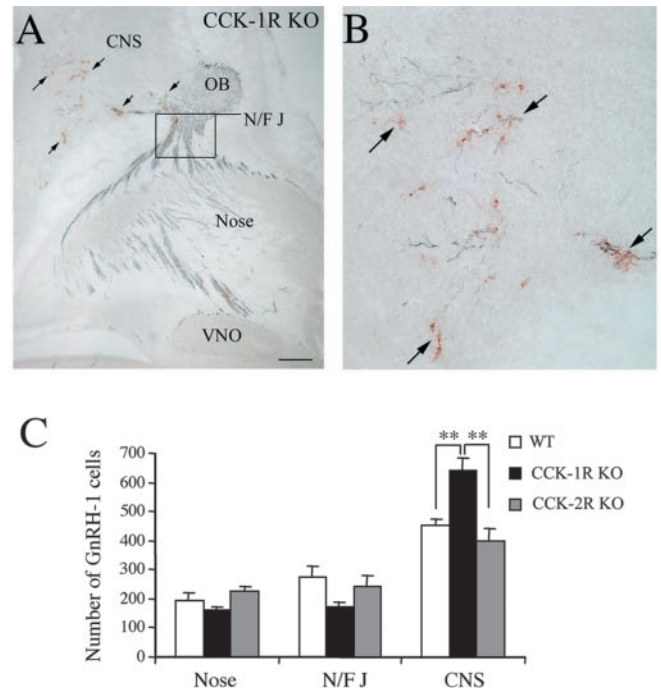 A
CCK-1R KO
CNS
OB
N/F J
Nose
VNO
B
C
Number of GnRH-1 cells
700
600
500
400
300
200
100
0
** **
WT
CCK-1R KO
CCK-2R KO
Nose N/F J CNS